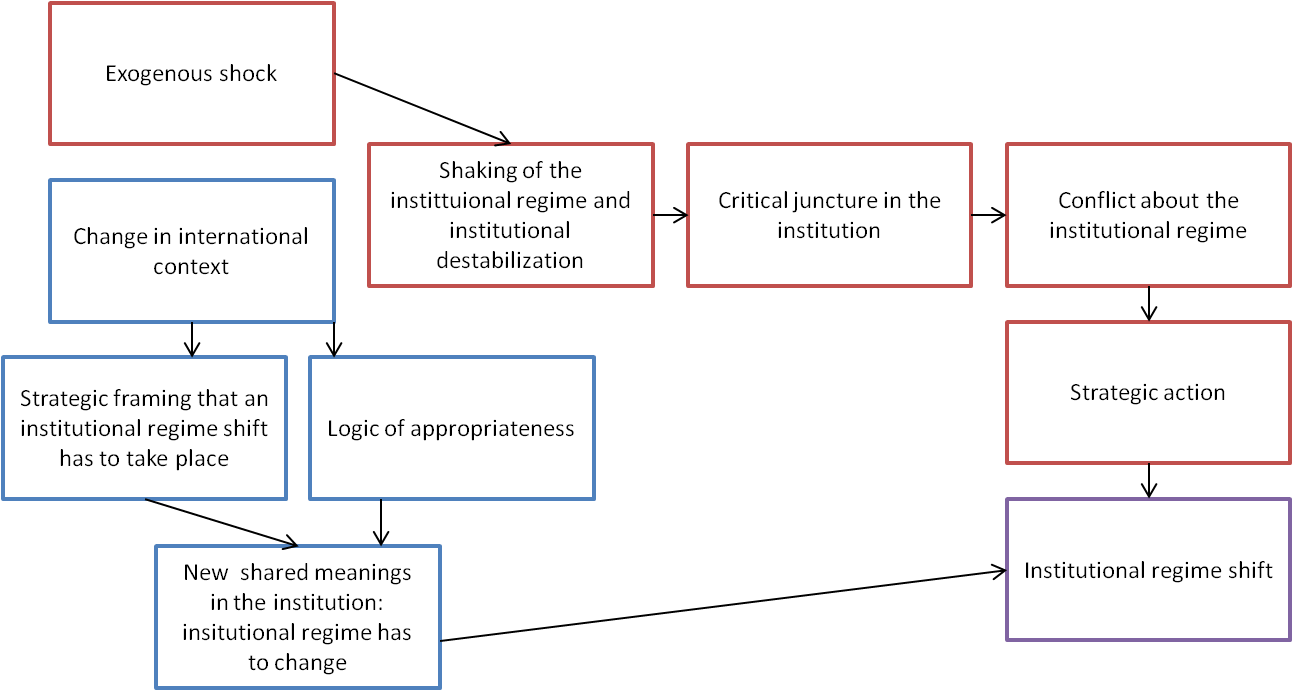 Exogenous shock
Shaking of the
instittuional regime and
institutional
destabilization
Critical juncture in the
institution
Conflict about the
institutional regime
Change in international
context
Strategic framing that an
institutional regime shift
has to take place
Logic of appropriateness
Strategic action
New  shared meanings
in the institution:
insitutional regime has
to change
Institutional regime shift